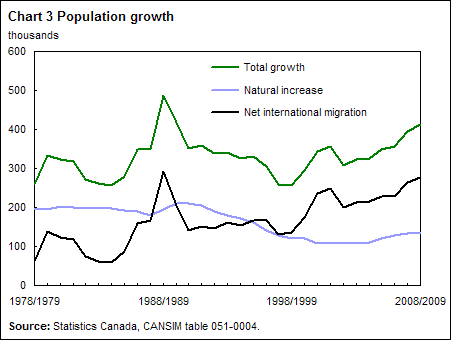 Chart 3 Population growth
thousands
600
Total growth
500
Natural increase
Net international migration
400
300
200
100
0
1978/1979 1988/1989 1998/1999 2008/2009
Source: Statistics Canada, CANSIM table 051-0004.